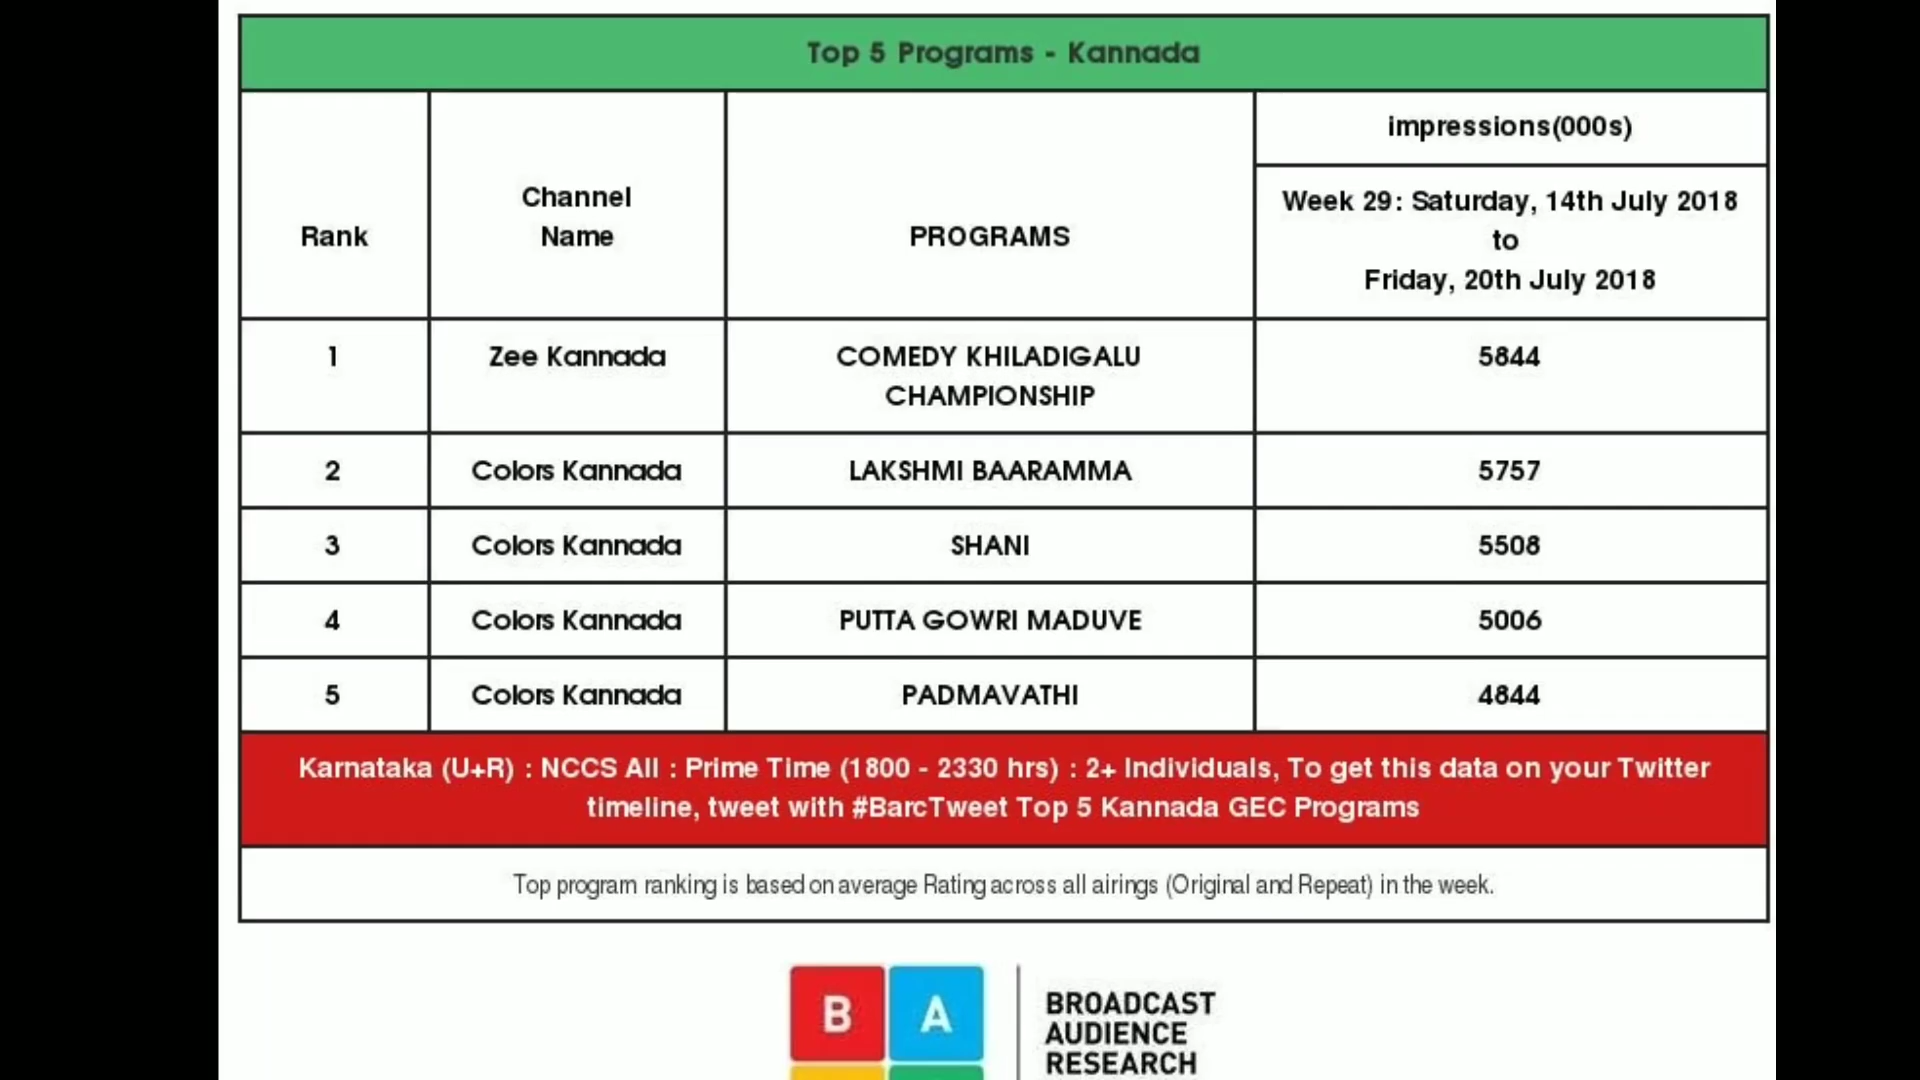 Top 5 Programs - Kannada
impressions(000s)
Rank
Channel
Name
PROGRAMS
Week 29: Saturday, 14th July 2018
to
Friday, 20th July 2018
1 Zee Kannada COMEDY KHILADIGALU 5844
CHAMPIONSHIP
2 Colors Kannada LAKSHMI BAARAMMA 5757
3 Colors Kannada SHANI 5508
4 Colors Kannada PUTTA GOWRI MADUVE 5006
5 Colors Kannada PADMAVATHI 4844
Karnataka (U+R) : NCCS All : Prime Time (1800 - 2330 hrs) : 2+ Individuals, To get this data on your Twitter
timeline, tweet with #BarcTweet Top 5 Kannada GEC Programs
Top program ranking is based on average Rating across all airings (Original and Repeat) in the week.
B A
BROADCAST
AUDIENCE
RESEARCH